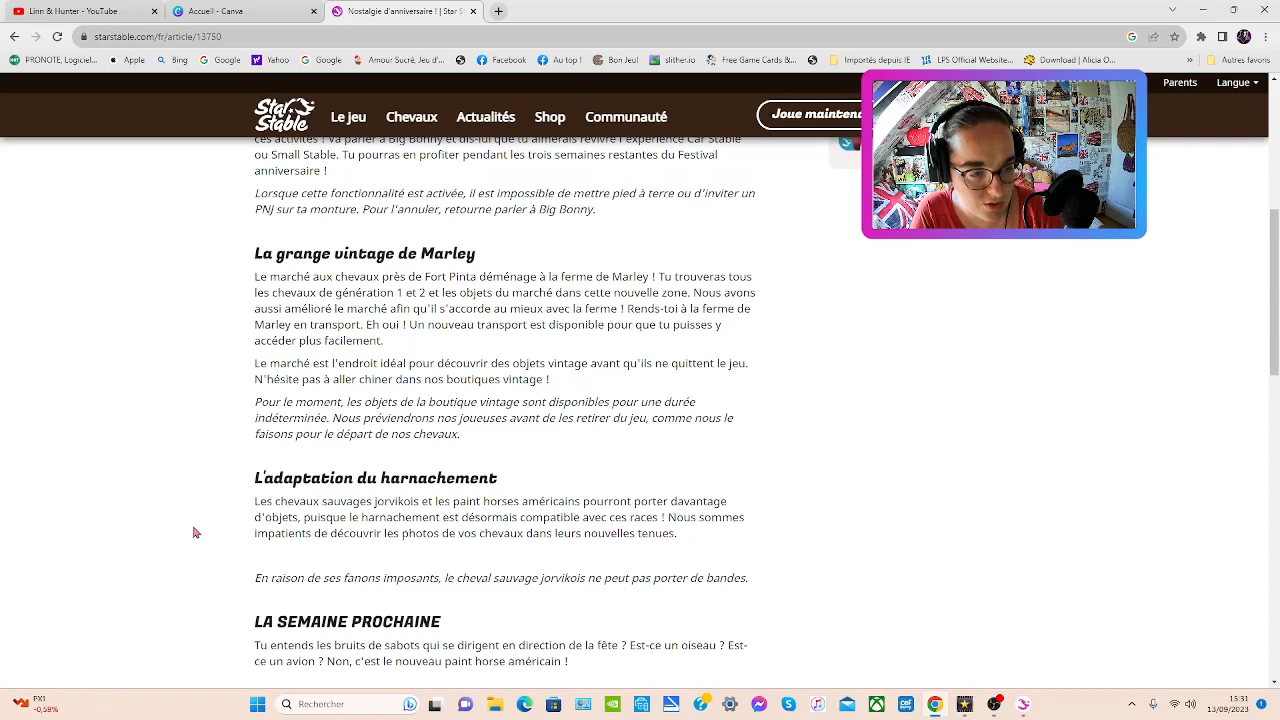 Linn & Hunter - YouTube
Accueil - Canva
Nostalgie d'anniversaire ! | Star S
starstable.com/fr/article/13750
PRONOTE, Logiciel...
Apple
Bing
Google
Yahoo
Google
Amour Sucré, Jeu d'...
Facebook
Au top !
Bon Jeo!
slither.io
Free Game Cards &...
Importés depuis IE
LPS Official Website...
Download | Alicia O...
»
Autres favoris
Parents
Langue
Star Stable
Le jeu
Chevaux
Actualités
Shop
Communauté
Joue maintena
ces activités ! Va parler à Big Bonny et dis-lui que tu aimerais revivre l'expérience Car Stable
ou Small Stable. Tu pourras en profiter pendant les trois semaines restantes du Festival
anniversaire !
Lorsque cette fonctionnalité est activée, il est impossible de mettre pied à terre ou d'inviter un
PNJ sur ta monture. Pour l'annuler, retourne parler à Big Bonny.
La grange vintage de Marley
Le marché aux chevaux près de Fort Pinta déménage à la ferme de Marley ! Tu trouveras tous
les chevaux de génération 1 et 2 et les objets du marché dans cette nouvelle zone. Nous avons
aussi amélioré le marché afin qu'il s'accorde au mieux avec la ferme ! Rends-toi à la ferme de
Marley en transport. Eh oui ! Un nouveau transport est disponible pour que tu puisses y
accéder plus facilement.
Le marché est l'endroit idéal pour découvrir des objets vintage avant qu'ils ne quittent le jeu.
N'hésite pas à aller chiner dans nos boutiques vintage !
Pour le moment, les objets de la boutique vintage sont disponibles pour une durée
indéterminée. Nous préviendrons nos joueuses avant de les retirer du jeu, comme nous le
faisons pour le départ de nos chevaux.
L'adaptation du harnachement
Les chevaux sauvages jorvikois et les paint horses américains pourront porter davantage
d'objets, puisque le harnachement est désormais compatible avec ces races ! Nous sommes
impatients de découvrir les photos de vos chevaux dans leurs nouvelles tenues.
En raison de ses fanons imposants, le cheval sauvage jorvikois ne peut pas porter de bandes.
LA SEMAINE PROCHAINE
Tu entends les bruits de sabots qui se dirigent en direction de la fête ? Est-ce un oiseau ? Est-
ce un avion ? Non, c'est le nouveau paint horse américain !
PX1
-0,58%
Rechercher
15:31
13/09/2023
1